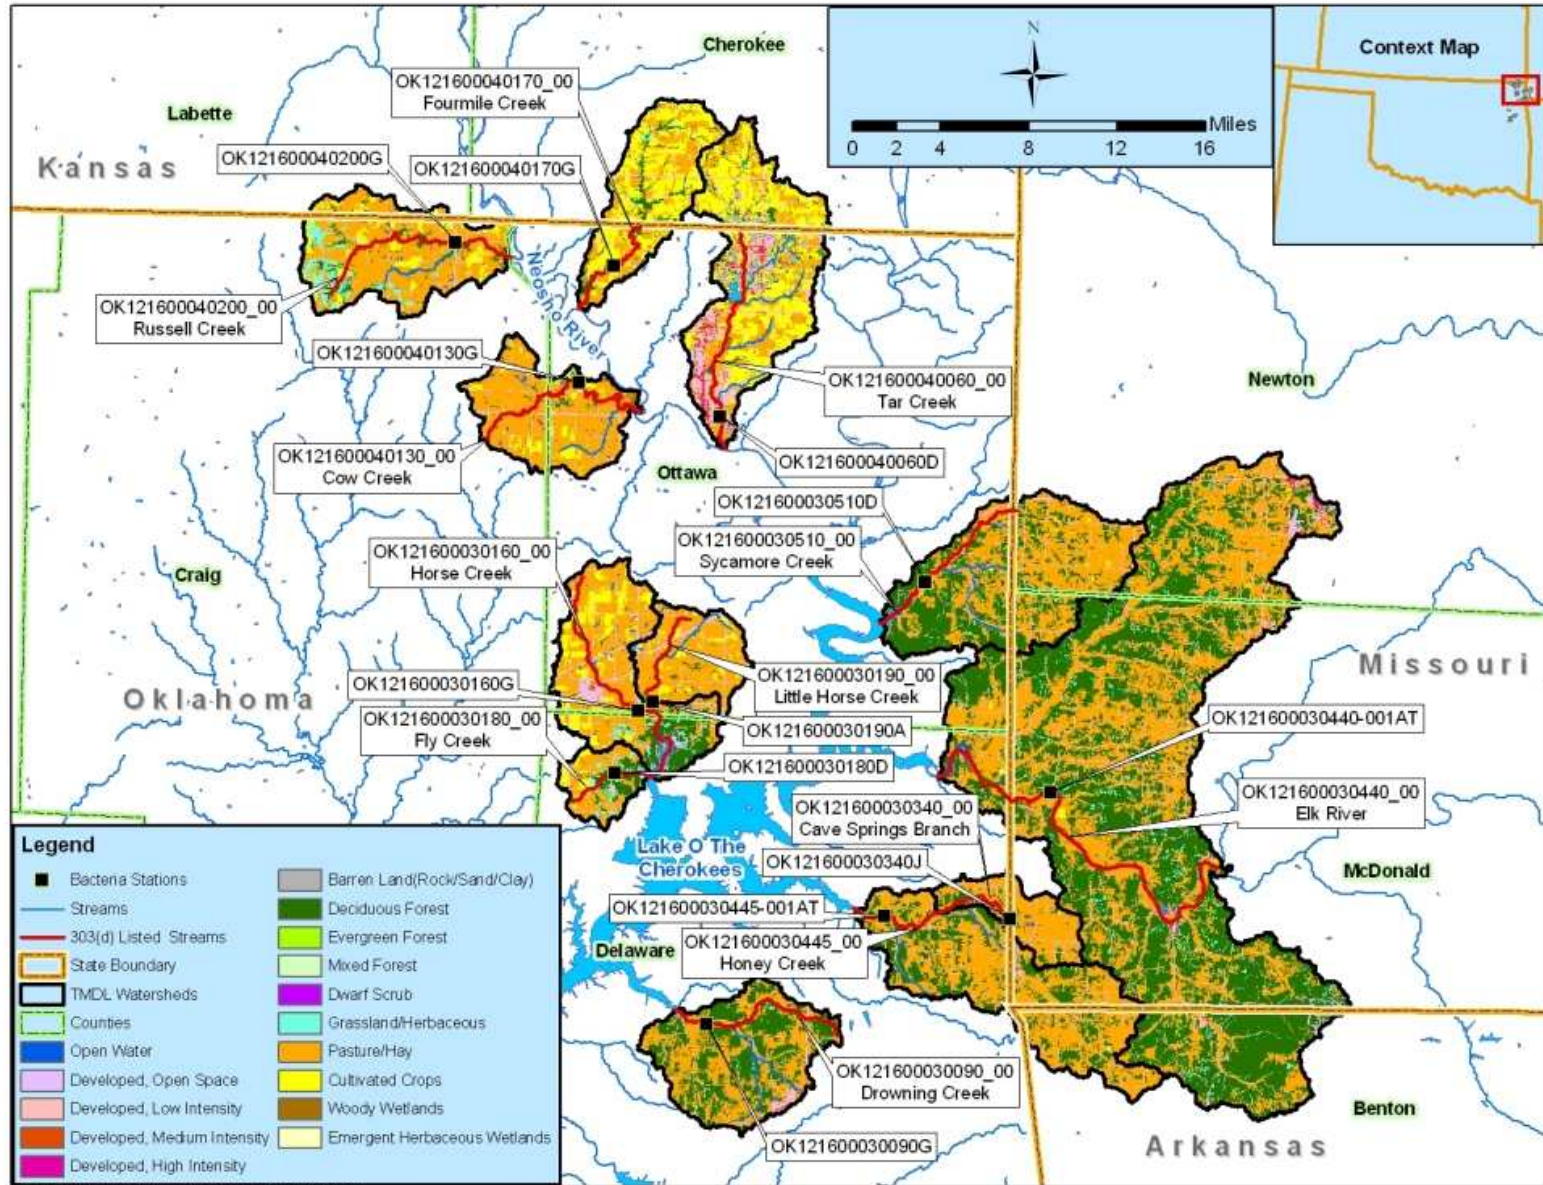 Cherokee
N
Context Map
OK121600040170_00
Fourmile Creek
Labette
Miles
0 2 4 8 12 16
OK121600040200G
OK121600040170G
Kansas
Neosho River
OK121600040200_00
Russell Creek
OK121600040130G
OK121600040060_00
Tar Creek
Newton
OK121600040130_00
Cow Creek
OK121600040060D
Ottawa
OK121600030510D
OK121600030510_00
Sycamore Creek
OK121600030160_00
Horse Creek
Craig
Missouri
OK121600030190_00
Little Horse Creek
OK121600030160G
Oklahoma
OK121600030180_00
Fly Creek
OK121600030190A
OK121600030440-001AT
OK121600030180D
OK121600030440_00
Elk River
OK121600030340_00
Cave Springs Branch
Lake O' The
Cherokees
OK121600030340J
McDonald
OK121600030445-001AT
OK121600030445_00
Honey Creek
Delaware
OK121600030090_00
Drowning Creek
Benton
OK121600030090G
Arkansas
Legend
Bacteria Stations
Streams
303(d) Listed Streams
State Boundary
TMDL Watersheds
Counties
Open Water
Developed, Open Space
Developed, Low Intensity
Developed, Medium Intensity
Developed, High Intensity
Barren Land(Rock/Sand/Clay)
Deciduous Forest
Evergreen Forest
Mixed Forest
Dwarf Scrub
Grassland/Herbaceous
Pasture/Hay
Cultivated Crops
Woody Wetlands
Emergent Herbaceous Wetlands